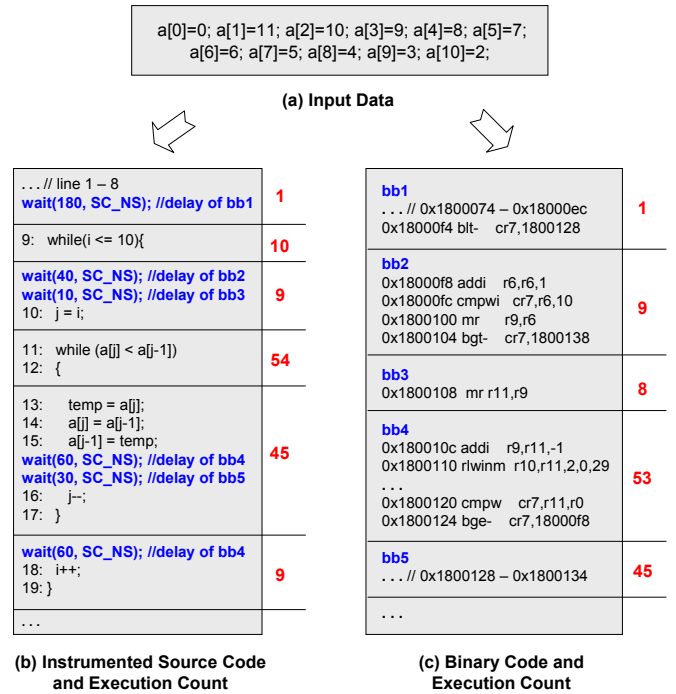 a[0]=0; a[1]=11; a[2]=10; a[3]=9; a[4]=8; a[5]=7;
a[6]=6; a[7]=5; a[8]=4; a[9]=3; a[10]=2;
(a) Input Data
. . . // line 1 – 8
wait(180, SC_NS); //delay of bb1
1
9: while(i <= 10){
10
wait(40, SC_NS); //delay of bb2
wait(10, SC_NS); //delay of bb3
10: j = i;
9
11: while (a[j] < a[j-1])
12: {
54
13: temp = a[j];
14: a[j] = a[j-1];
15: a[j-1] = temp;
wait(60, SC_NS); //delay of bb4
wait(30, SC_NS); //delay of bb5
16: j--;
17: }
45
wait(60, SC_NS); //delay of bb4
18: i++;
19: }
9
. . .
(b) Instrumented Source Code
and Execution Count
bb1
. . . // 0x1800074 – 0x18000ec
0x18000f4 blt- cr7,1800128
1
bb2
0x18000f8 addi r6,r6,1
0x18000fc cmpwi cr7,r6,10
0x1800100 mr r9,r6
0x1800104 bgt- cr7,1800138
9
bb3
0x1800108 mr r11,r9
8
bb4
0x180010c addi r9,r11,-1
0x1800110 rlwinm r10,r11,2,0,29
. . .
0x1800120 cmpw cr7,r11,r0
0x1800124 bge- cr7,18000f8
53
bb5
. . . // 0x1800128 – 0x1800134
45
. . .
(c) Binary Code and
Execution Count